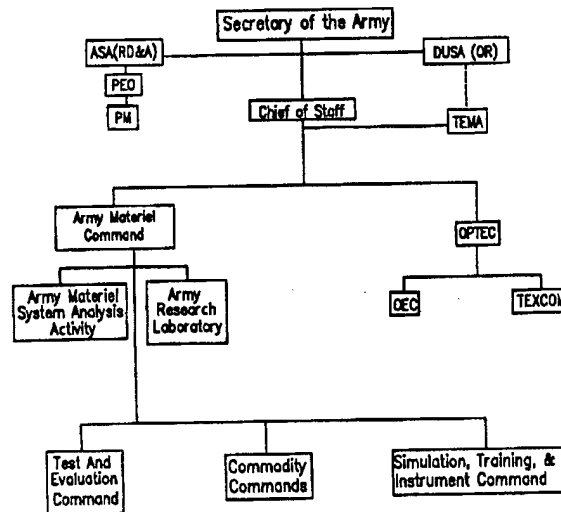 Secretary of the Army
ASA(RD&A)
DUSA (OR)
PEO
PM
Chief of Staff
TEMA
Army Materiel
Command
OPTEC
Army Materiel
System Analysis
Activity
Army
Research
Laboratory
OEC
TEXCOM
Test And
Evaluation
Command
Commodity
Commands
Simulation, Training, &
Instrument Command